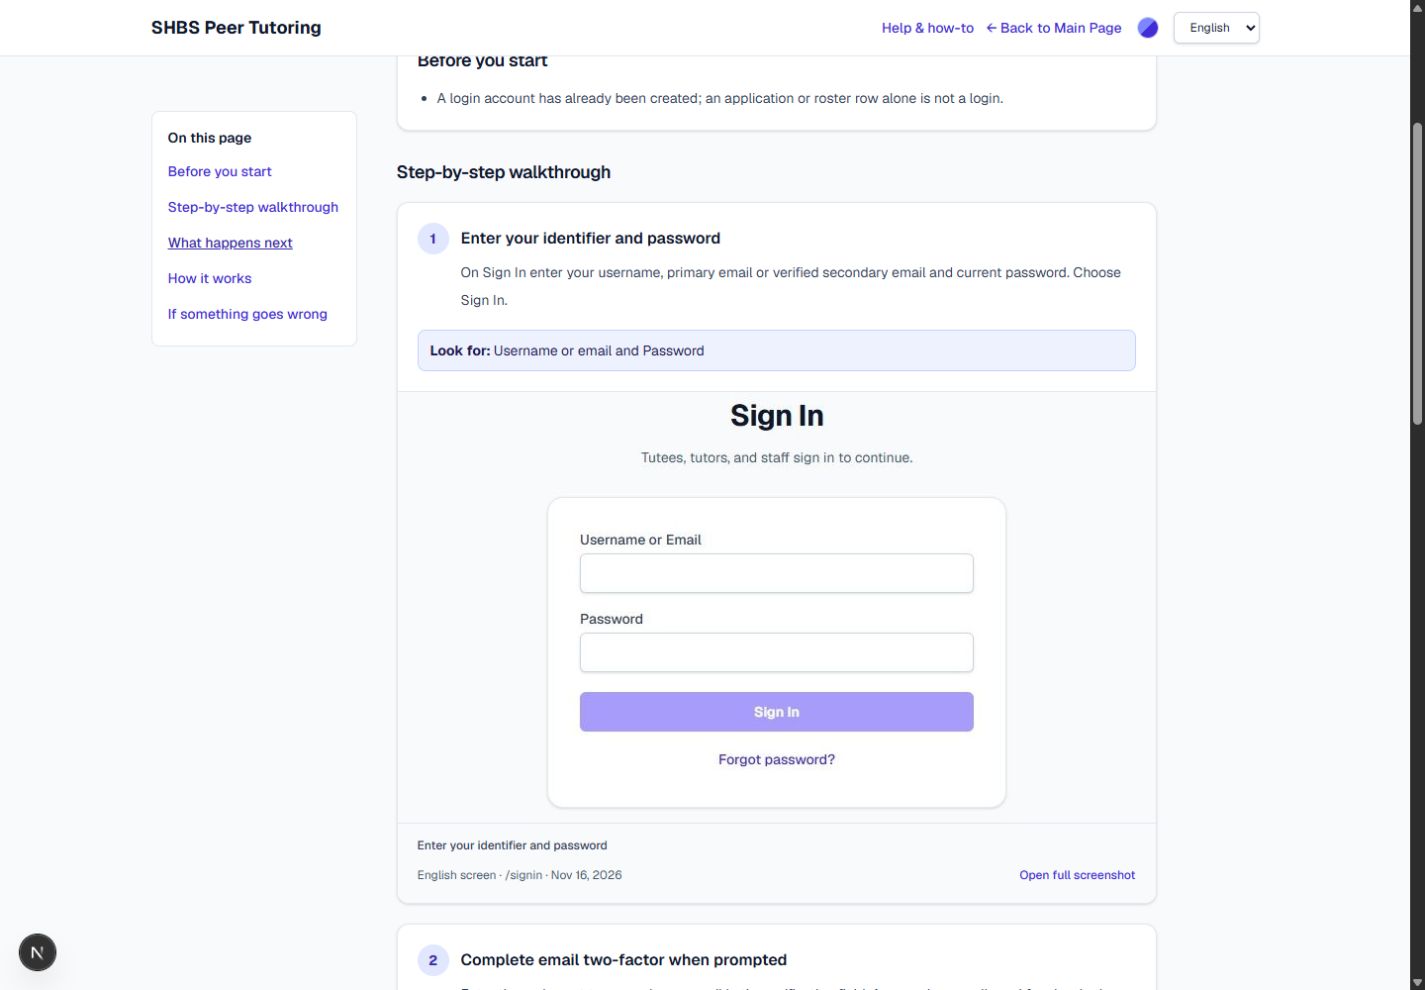 SHBS Peer Tutoring
Help & how-to
← Back to Main Page
English
On this page
Before you start
Step-by-step walkthrough
What happens next
How it works
If something goes wrong
Before you start
• A login account has already been created; an application or roster row alone is not a login.
Step-by-step walkthrough
1
Enter your identifier and password
On Sign In enter your username, primary email or verified secondary email and current password. Choose
Sign In.
Look for: Username or email and Password
Sign In
Tutees, tutors, and staff sign in to continue.
Username or Email
Password
Sign In
Forgot password?
Enter your identifier and password
English screen · /signin · Nov 16, 2026
Open full screenshot
N
2
Complete email two-factor when prompted